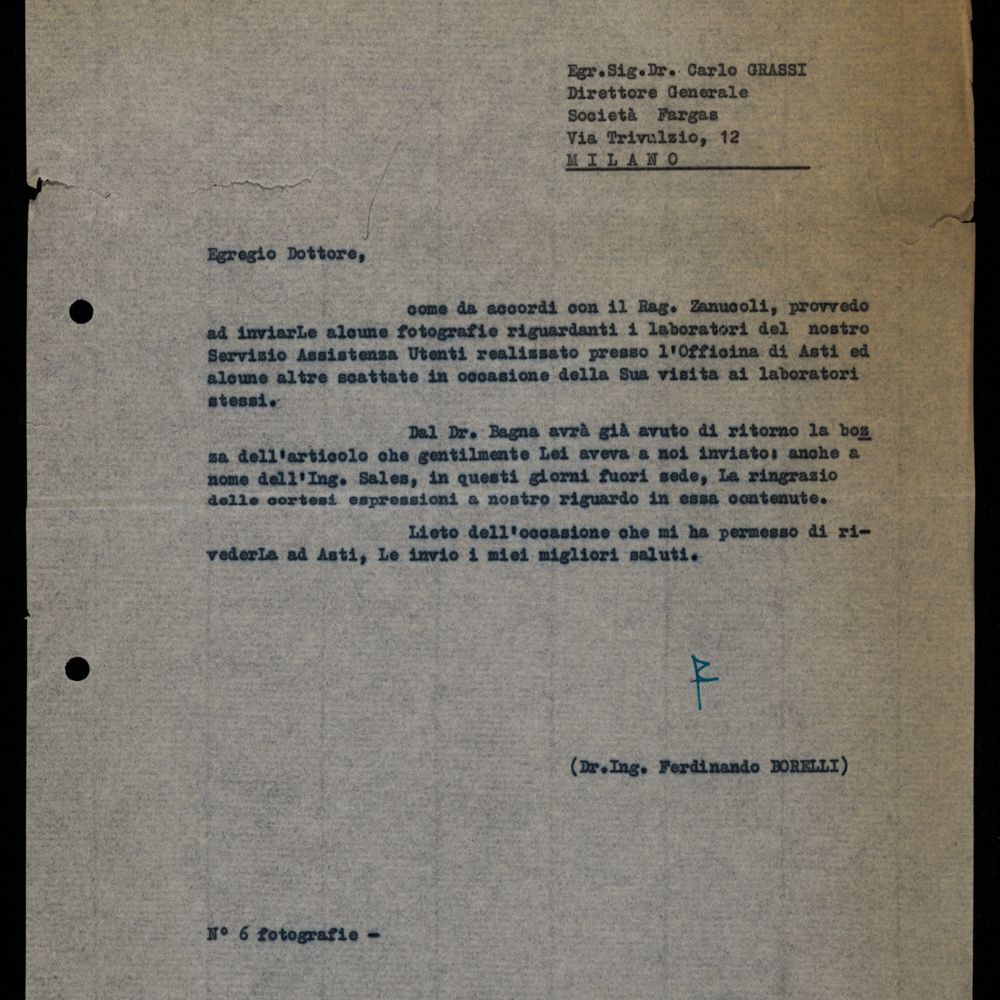 Egr.Sig.Dr. Carlo GRASSI
Direttore Generale
Società Fargas
Via Trivulzio, 12
M I L A N O
Egregio Dottore,
come da accordi con il Rag. Zanucoli, provvedo
ad inviarLe alcune fotografie riguardanti i laboratori del nostro
Servizio Assistenza Utenti realizzato presso l'Officina di Asti ed
alcune altre scattate in occasione della Sua visita ai laboratori
stessi.
Dal Dr. Bagna avrà già avuto di ritorno la boz
za dell'articolo che gentilmente Lei aveva a noi inviato: anche a
nome dell'Ing. Sales, in questi giorni fuori sede, La ringrazio
delle cortesi espressioni a nostro riguardo in essa contenute.
Lieto dell'occasione che mi ha permesso di ri-
vederLa ad Asti, Le invio i miei migliori saluti.
(Dr.Ing. Ferdinando BORELLI)
N° 6 fotografie -